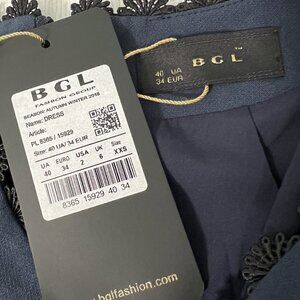 BGL
FASHION GROUP
SEASON: AUTUMN WINTER 2018
Name: DRESS
Article:
PL 8365 / 15929
Size: 40 UA/ 34 EUR
UA EURO USA UK Size
40 34 2 6 XXS
8365 15929 40 34
www.bglfashion.com
40 UA
34 EUR
BGL™